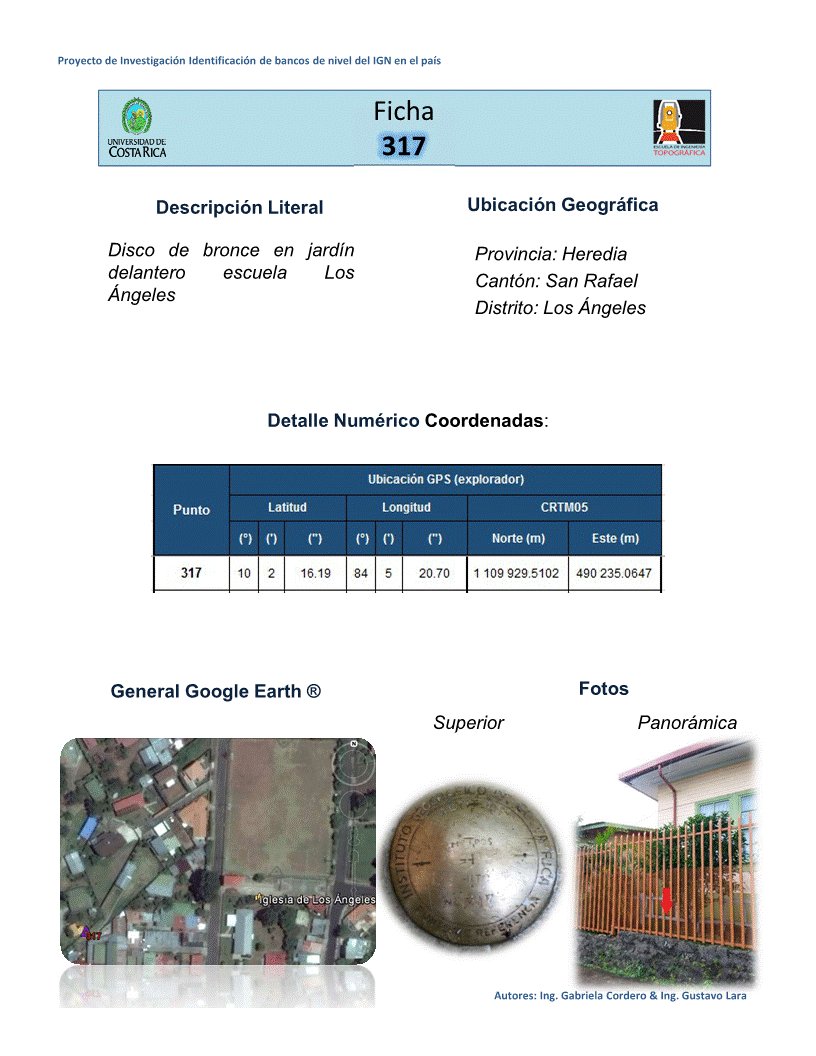 Proyecto de Investigación Identificación de bancos de nivel del IGN en el país
UNIVERSIDAD DE
COSTA RICA
Ficha
317
ESCUELA DE INGENIERÍA
TOPOGRÁFICA
Descripción Literal
Disco de bronce en jardín
delantero escuela Los
Ángeles
Ubicación Geográfica
Provincia: Heredia
Cantón: San Rafael
Distrito: Los Ángeles
Detalle Numérico Coordenadas:
Punto
Ubicación GPS (explorador)
Latitud Longitud CRTM05
(°) (') (") (°) (') (") Norte (m) Este (m)
317 10 2 16.19 84 5 20.70 1 109 929.5102 490 235.0647
General Google Earth ®
Fotos
Superior Panorámica
N
Iglesia de Los Ángeles
317
INSTITUTO DE RICA
REFERENCIA
Autores: Ing. Gabriela Cordero & Ing. Gustavo Lara